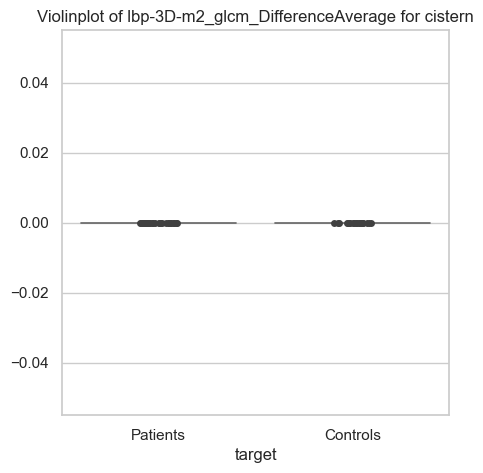 Violinplot of lbp-3D-m2_glcm_DifferenceAverage for cistern
0.04
0.02
0.00
−0.02
−0.04
Patients
Controls
target